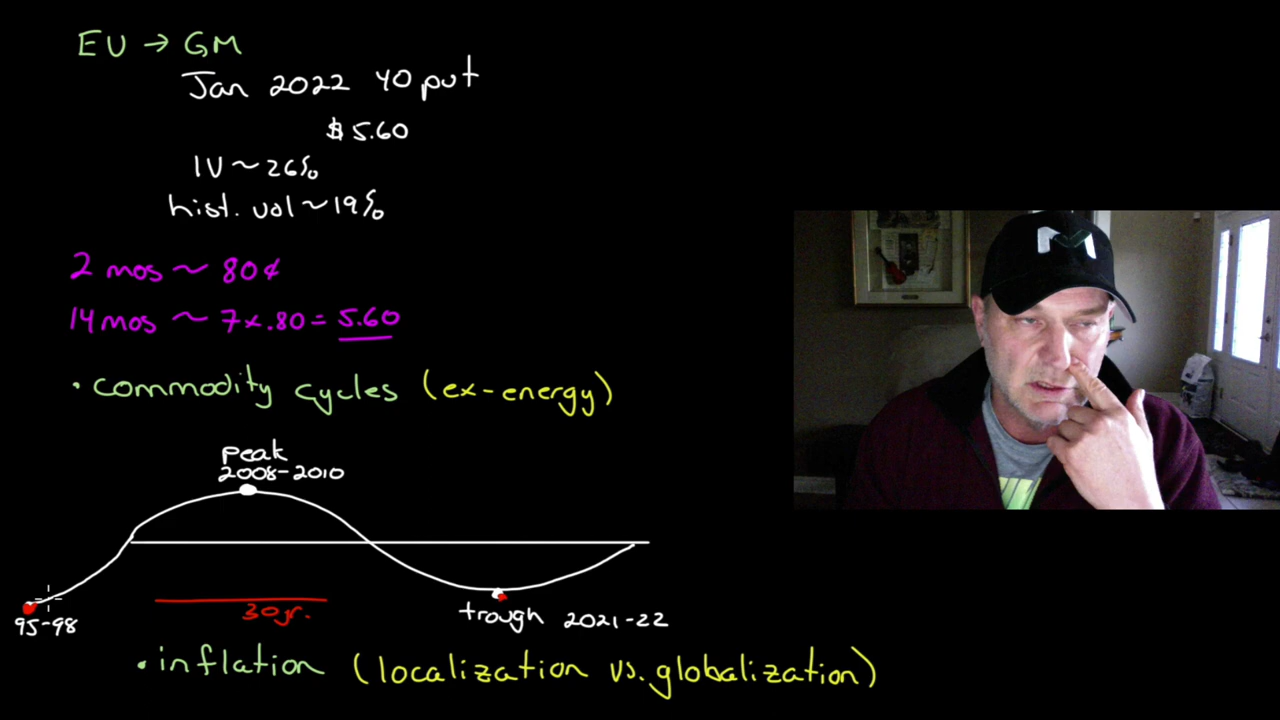 EU → GM
Jan 2022 40 put
$5.60
IV ~ 26%
hist. vol ~ 19%
2 mos ~ 80¢
14 mos ~ 7x.80 = 5.60
• commodity cycles (ex-energy)
peak
2008-2010
30yr.
95-98
trough 2021-22
• inflation (localization vs. globalization)